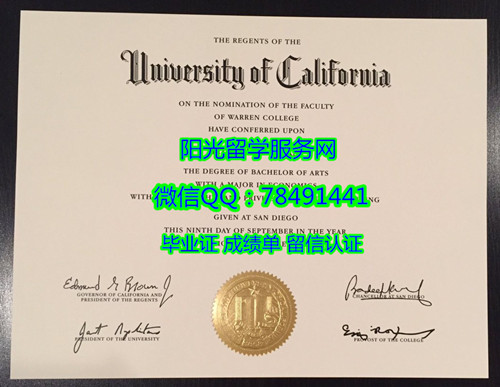 THE REGENTS OF THE
University of California
ON THE NOMINATION OF THE FACULTY
OF WARREN COLLEGE
HAVE CONFERRED UPON
阳光留学服务网
THE DEGREE OF BACHELOR OF ARTS
WITH A MAJOR IN ECONOMICS
微信QQ：78491441
GIVEN AT SAN DIEGO
THIS NINTH DAY OF SEPTEMBER IN THE YEAR
毕业证 成绩单 留信认证
GOVERNOR OF CALIFORNIA AND
PRESIDENT OF THE REGENTS
CHANCELLOR AT SAN DIEGO
PRESIDENT OF THE UNIVERSITY
PROVOST OF THE COLLEGE